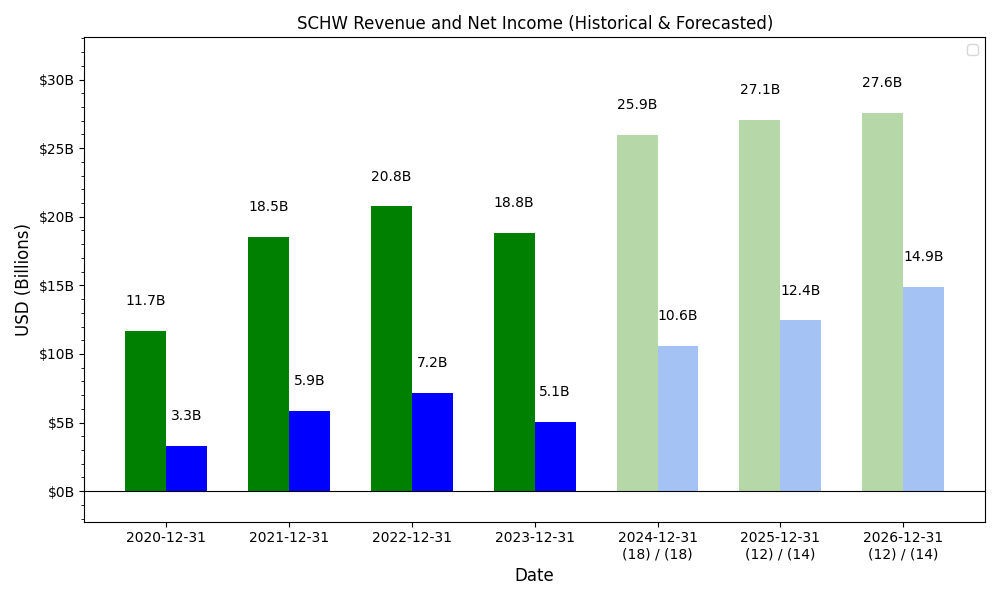 SCHW Revenue and Net Income (Historical & Forecasted)
USD (Billions)
$30B
$25B
$20B
$15B
$10B
$5B
$0B
11.7B
3.3B
18.5B
5.9B
20.8B
7.2B
18.8B
5.1B
25.9B
10.6B
27.1B
12.4B
27.6B
14.9B
2020-12-31
2021-12-31
2022-12-31
2023-12-31
2024-12-31
(18) / (18)
2025-12-31
(12) / (14)
2026-12-31
(12) / (14)
Date